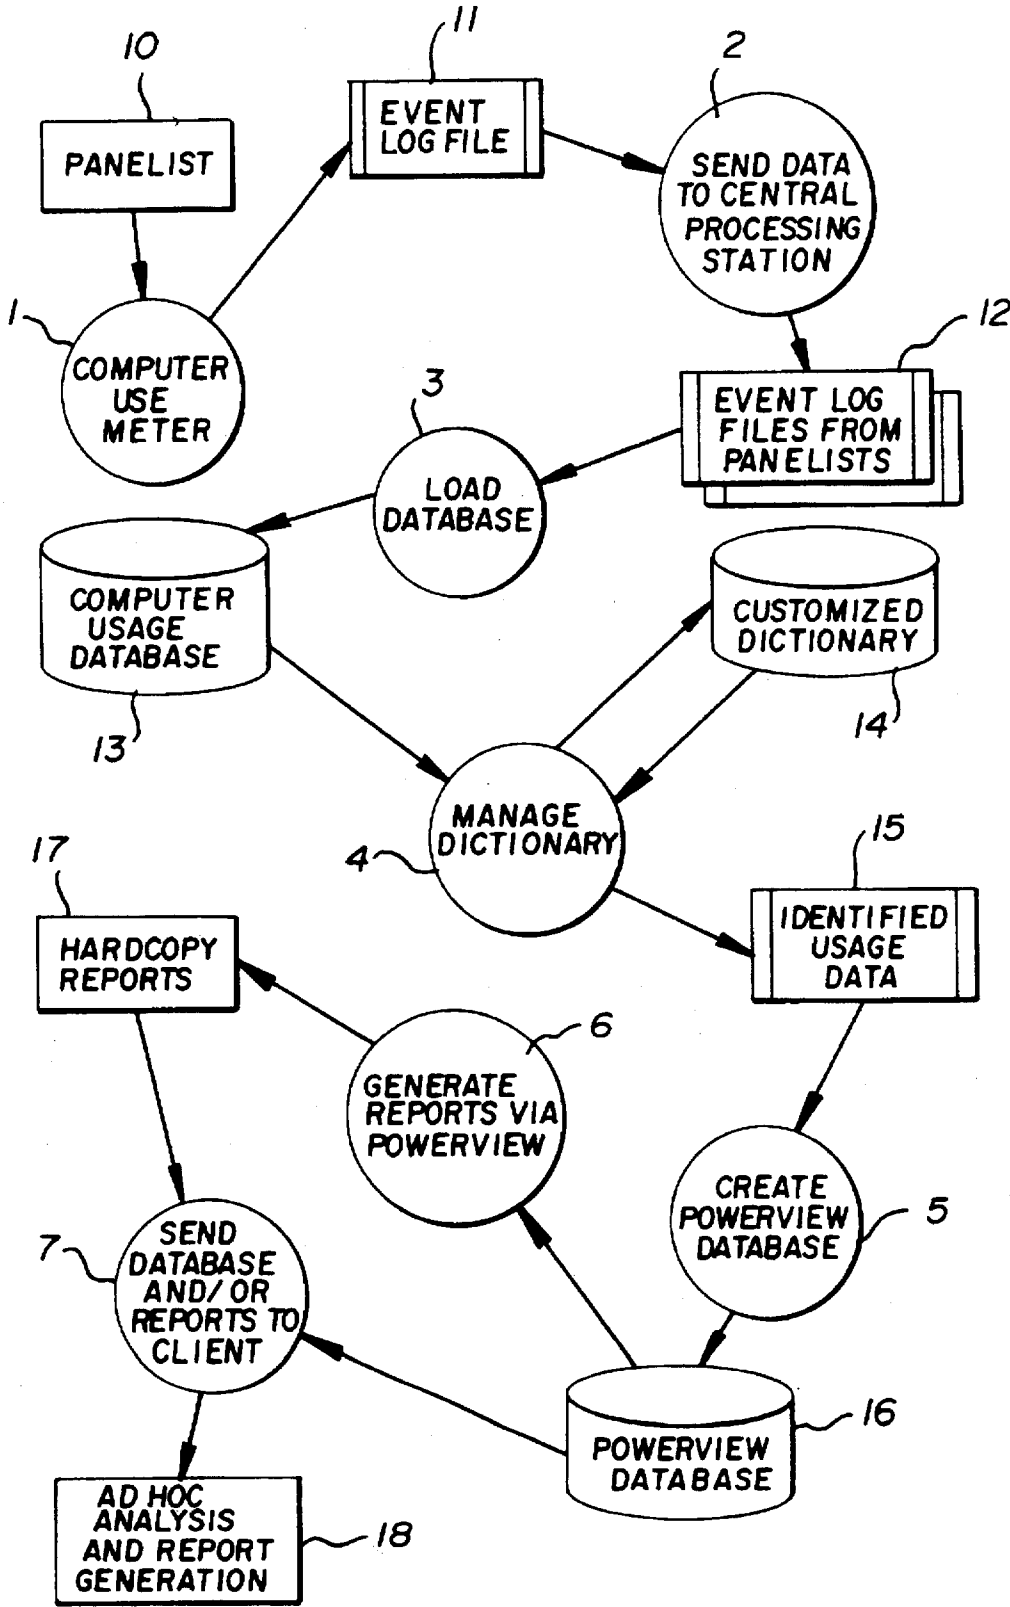 10
PANELIST
11
EVENT
LOG FILE
2
SEND DATA
TO CENTRAL
PROCESSING
STATION
1
COMPUTER
USE
METER
12
EVENT LOG
FILES FROM
PANELISTS
3
LOAD
DATABASE
COMPUTER
USAGE
DATABASE
13
CUSTOMIZED
DICTIONARY
14
MANAGE
DICTIONARY
4
15
IDENTIFIED
USAGE
DATA
17
HARDCOPY
REPORTS
6
GENERATE
REPORTS VIA
POWERVIEW
CREATE
POWERVIEW
DATABASE
5
7
SEND
DATABASE
AND/OR
REPORTS TO
CLIENT
16
POWERVIEW
DATABASE
AD HOC
ANALYSIS
AND REPORT
GENERATION
18